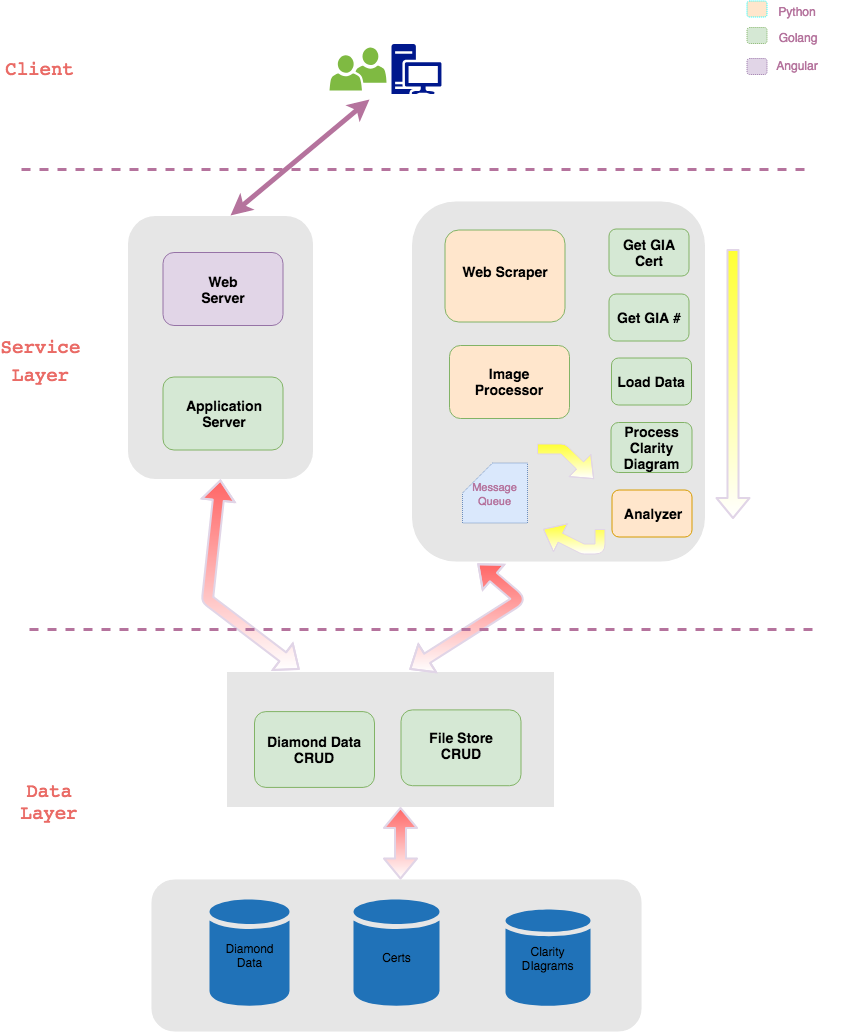 Python
Golang
Angular
Client
Service
Layer
Web
Server
Application
Server
Web Scraper
Image
Processor
Message
Queue
Get GIA
Cert
Get GIA #
Load Data
Process
Clarity
Diagram
Analyzer
Data
Layer
Diamond Data
CRUD
File Store
CRUD
Diamond
Data
Certs
Clarity
DIagrams